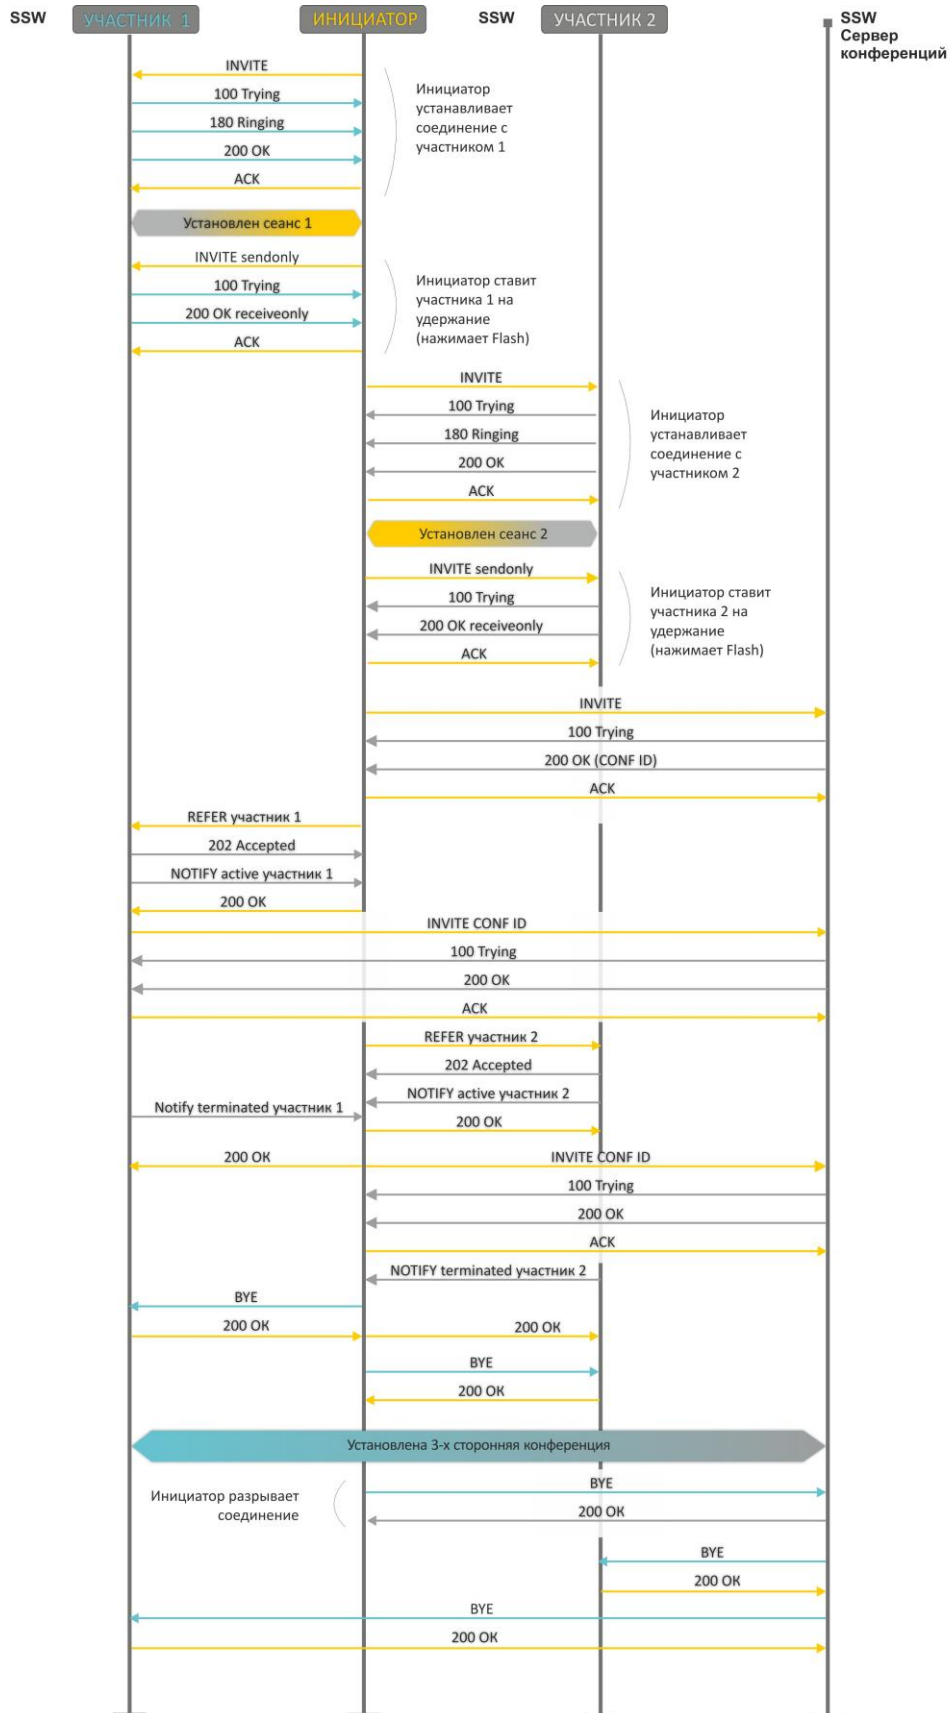 SSW
УЧАСТНИК 1
ИНИЦИАТОР
SSW
УЧАСТНИК 2
SSW
Сервер
конференций
INVITE
100 Trying
180 Ringing
200 OK
ACK
Инициатор
устанавливает
соединение с
участником 1
Установлен сеанс 1
INVITE sendonly
100 Trying
200 OK receiveonly
ACK
Инициатор ставит
участника 1 на
удержание
(нажимает Flash)
INVITE
100 Trying
180 Ringing
200 OK
ACK
Инициатор
устанавливает
соединение с
участником 2
Установлен сеанс 2
INVITE sendonly
100 Trying
200 OK receiveonly
ACK
Инициатор ставит
участника 2 на
удержание
(нажимает Flash)
INVITE
100 Trying
200 OK (CONF ID)
ACK
REFER участник 1
202 Accepted
NOTIFY active участник 1
200 OK
INVITE CONF ID
100 Trying
200 OK
ACK
REFER участник 2
202 Accepted
NOTIFY active участник 2
Notify terminated участник 1
200 OK
200 OK
INVITE CONF ID
100 Trying
200 OK
ACK
NOTIFY terminated участник 2
BYE
200 OK
200 OK
BYE
200 OK
Установлена 3-х сторонняя конференция
BYE
Инициатор разрывает
соединение
200 OK
BYE
200 OK
BYE
200 OK